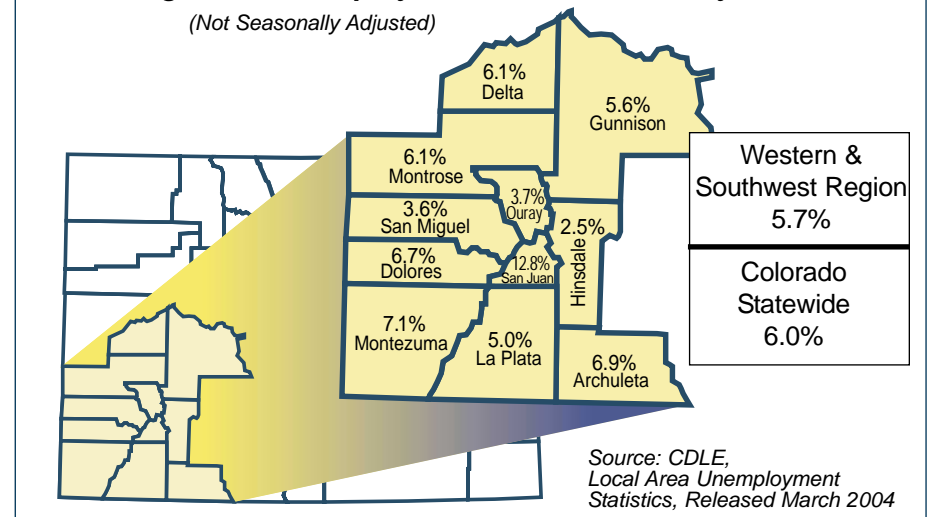 (Not Seasonally Adjusted)
6.1%
Delta
5.6%
Gunnison
6.1%
Montrose
3.7%
Ouray
3.6%
San Miguel
2.5%
Hinsdale
6.7%
Dolores
12.8%
San Juan
7.1%
Montezuma
5.0%
La Plata
6.9%
Archuleta
Western &
Southwest Region
5.7%
Colorado
Statewide
6.0%
Source: CDLE,
Local Area Unemployment
Statistics, Released March 2004